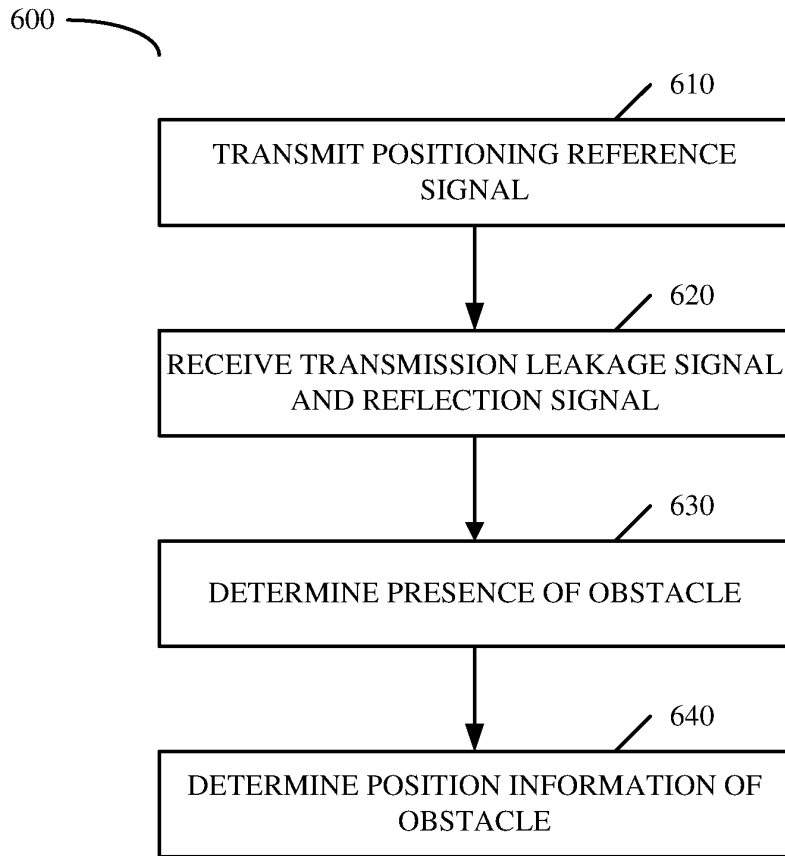 600
610
TRANSMIT POSITIONING REFERENCE
SIGNAL
620
RECEIVE TRANSMISSION LEAKAGE SIGNAL
AND REFLECTION SIGNAL
630
DETERMINE PRESENCE OF OBSTACLE
640
DETERMINE POSITION INFORMATION OF
OBSTACLE